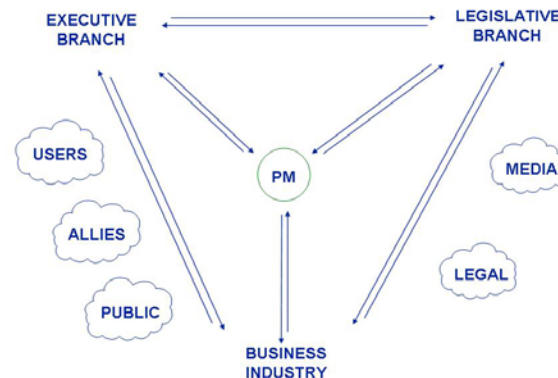 EXECUTIVE
BRANCH
LEGISLATIVE
BRANCH
USERS
PM
MEDIA
ALLIES
LEGAL
PUBLIC
BUSINESS
INDUSTRY